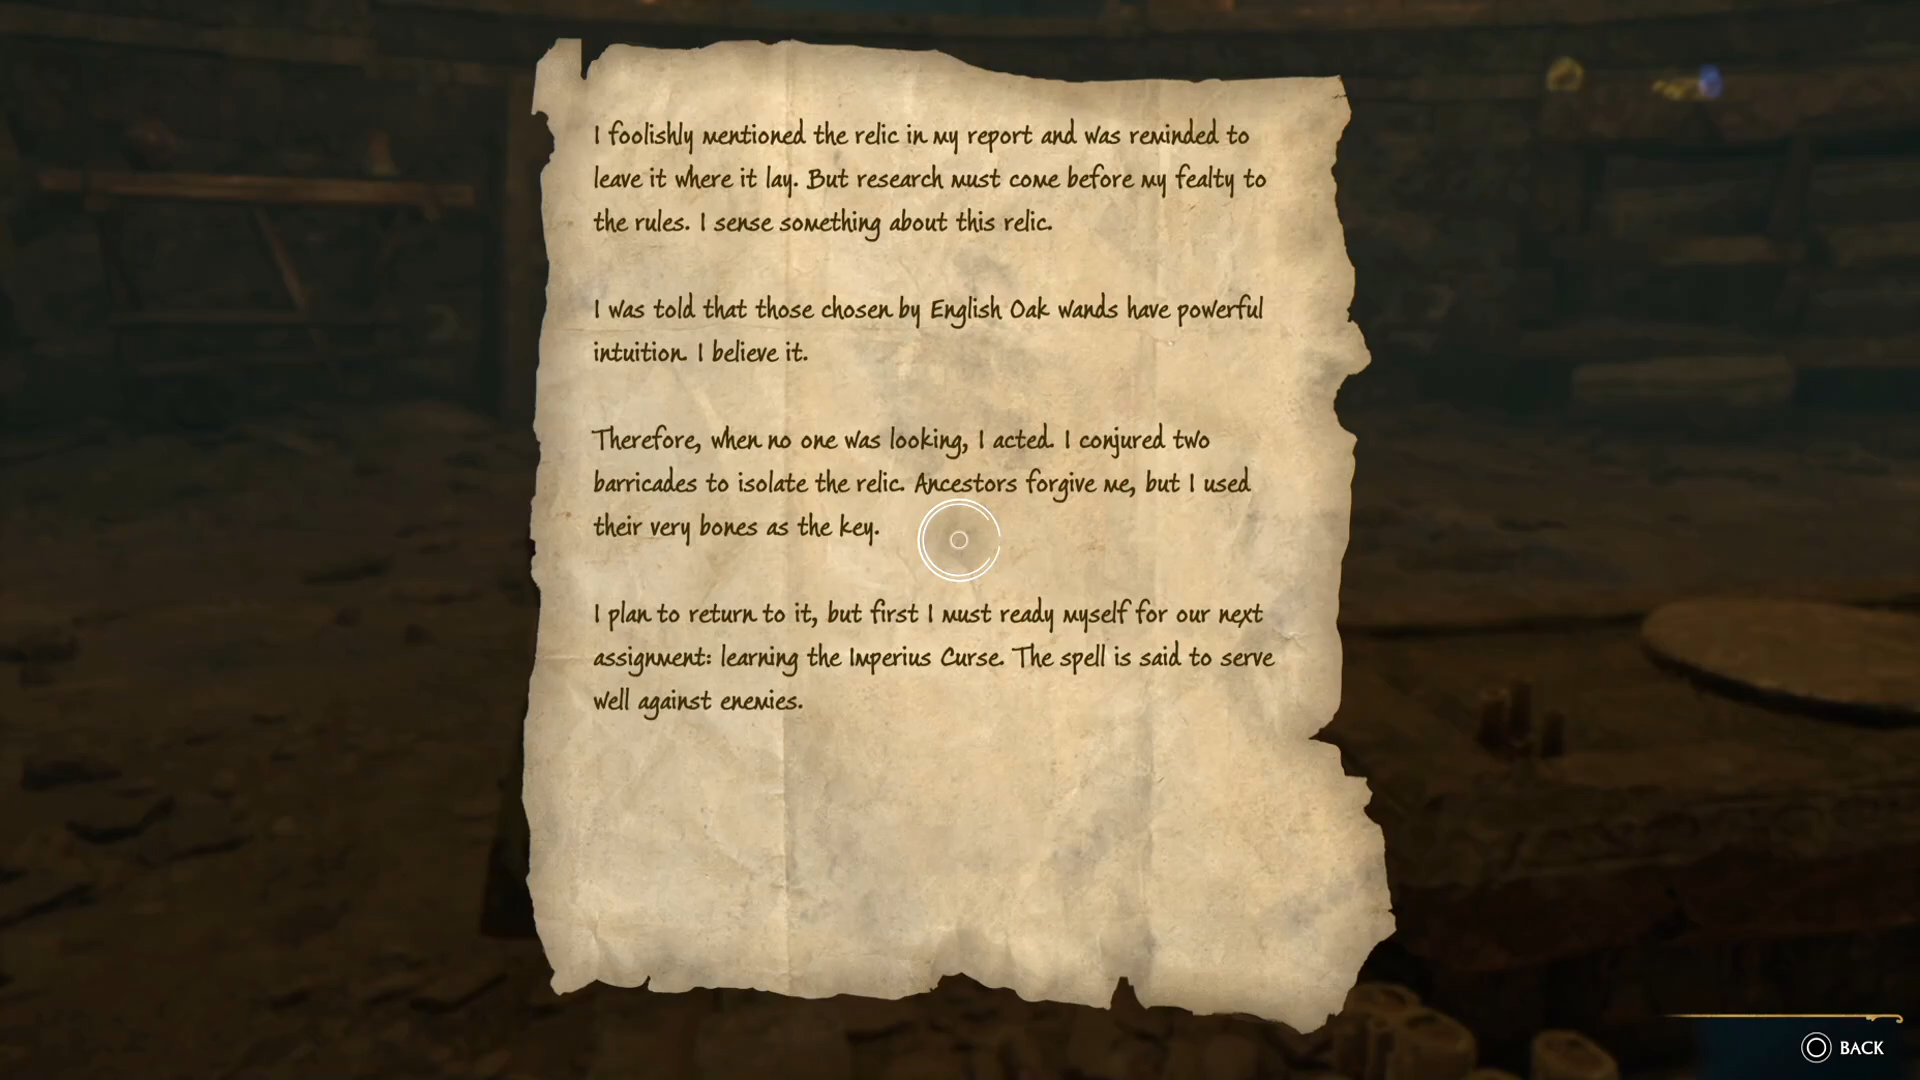 I foolishly mentioned the relic in my report and was reminded to
leave it where it lay. But research must come before my fealty to
the rules. I sense something about this relic.
I was told that those chosen by English Oak wands have powerful
intuition. I believe it.
Therefore, when no one was looking, I acted. I conjured two
barricades to isolate the relic. Ancestors forgive me, but I used
their very bones as the key.
I plan to return to it, but first I must ready myself for our next
assignment: learning the Imperius Curse. The spell is said to serve
well against enemies.
BACK